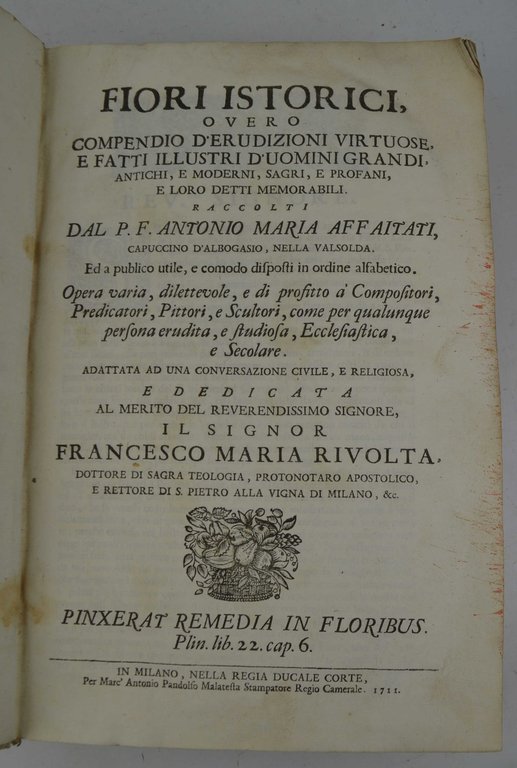 FIORI ISTORICI,
OVERO
COMPENDIO D'ERUDIZIONI VIRTUOSE,
E FATTI ILLUSTRI D'UOMINI GRANDI,
ANTICHI, E MODERNI, SAGRI, E PROFANI,
E LORO DETTI MEMORABILI.
RACCOLTI
DAL P. F. ANTONIO MARIA AFFAITATI,
CAPUCCINO D'ALBOGASIO, NELLA VALSOLDA.
Ed a publico utile, e comodo disposti in ordine alfabetico.
Opera varia, dilettevole, e di profitto a' Compositori,
Predicatori, Pittori, e Scultori, come per qualunque
persona erudita, e studiosa, Ecclesiastica,
e Secolare.
ADATTATA AD UNA CONVERSAZIONE CIVILE, E RELIGIOSA,
E DEDICATA
AL MERITO DEL REVERENDISSIMO SIGNORE,
IL SIGNOR
FRANCESCO MARIA RIVOLTA,
DOTTORE DI SAGRA TEOLOGIA, PROTONOTARO APOSTOLICO,
E RETTORE DI S. PIETRO ALLA VIGNA DI MILANO, &c.
PINXERAT REMEDIA IN FLORIBUS.
Plin. lib. 22. cap. 6.
IN MILANO, NELLA REGIA DUCALE CORTE,
Per Marc' Antonio Pandolfo Malatesta Stampatore Regio Camerale. 1711.